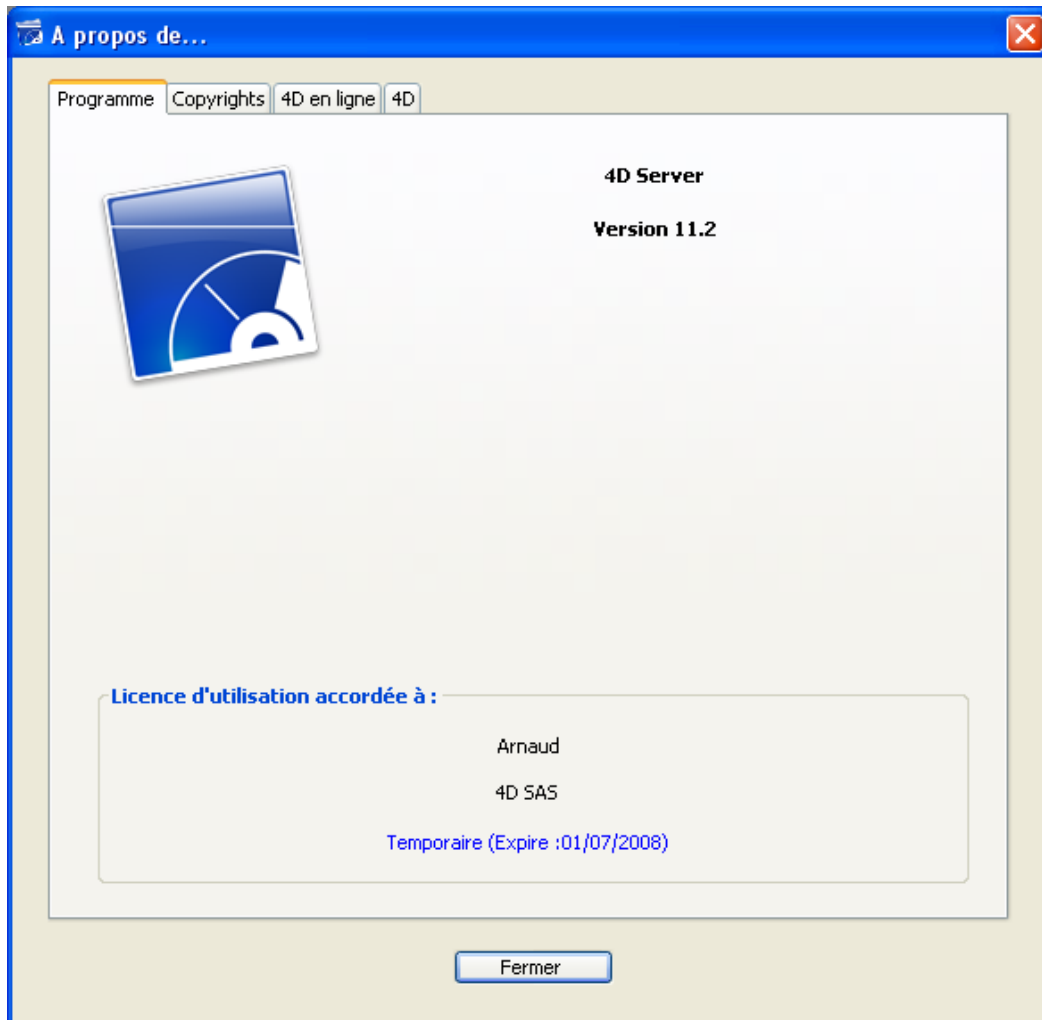 A propos de...
Programme Copyrights 4D en ligne 4D
4D Server
Version 11.2
Licence d'utilisation accordée à :
Arnaud
4D SAS
Temporaire (Expire :01/07/2008)
Fermer